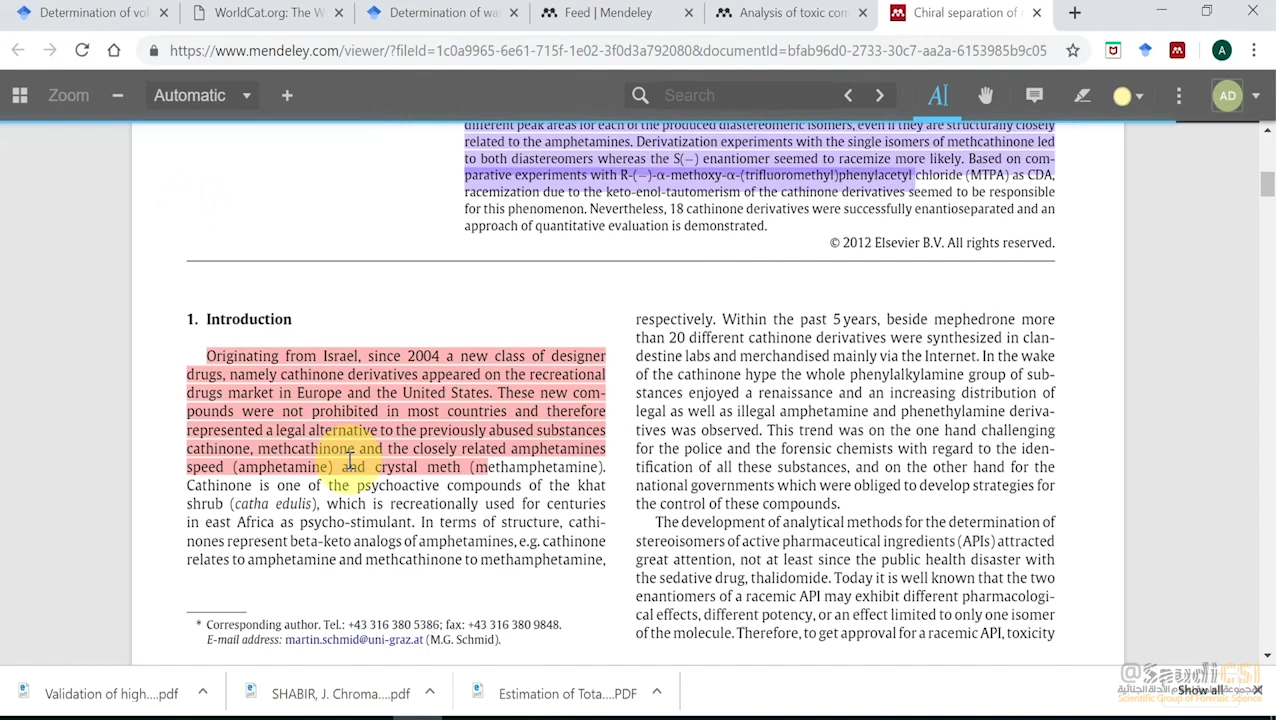 Determination of vol
WorldCat.org: The W
Determination of wa
Feed | Mendeley
Analysis of toxic com
Chiral separation of
https://www.mendeley.com/viewer/?fileId=1c0a9965-6e61-715f-1e02-3f0d3a792080&documentId=bfab96d0-2733-30c7-aa2a-6153985b9c05
A
Zoom
Automatic
Search
AD
different peak areas for each of the produced diastereomeric isomers, even if they are structurally closely
related to the amphetamines. Derivatization experiments with the single isomers of methcathinone led
to both diastereomers whereas the S(−) enantiomer seemed to racemize more likely. Based on com-
parative experiments with R-(−)-α-methoxy-α-(trifluoromethyl)phenylacetyl chloride (MTPA) as CDA,
racemization due to the keto-enol-tautomerism of the cathinone derivatives seemed to be responsible
for this phenomenon. Nevertheless, 18 cathinone derivatives were successfully enantioseparated and an
approach of quantitative evaluation is demonstrated.
© 2012 Elsevier B.V. All rights reserved.
1. Introduction
Originating from Israel, since 2004 a new class of designer
drugs, namely cathinone derivatives appeared on the recreational
drugs market in Europe and the United States. These new com-
pounds were not prohibited in most countries and therefore
represented a legal alternative to the previously abused substances
cathinone, methcathinone and the closely related amphetamines
speed (amphetamine) and crystal meth (methamphetamine).
Cathinone is one of the psychoactive compounds of the khat
shrub (catha edulis), which is recreationally used for centuries
in east Africa as psycho-stimulant. In terms of structure, cathi-
nones represent beta-keto analogs of amphetamines, e.g. cathinone
relates to amphetamine and methcathinone to methamphetamine,
* Corresponding author. Tel.: +43 316 380 5386; fax: +43 316 380 9848.
E-mail address: martin.schmid@uni-graz.at (M.G. Schmid).
respectively. Within the past 5 years, beside mephedrone more
than 20 different cathinone derivatives were synthesized in clan-
destine labs and merchandised mainly via the Internet. In the wake
of the cathinone hype the whole phenylalkylamine group of sub-
stances enjoyed a renaissance and an increasing distribution of
legal as well as illegal amphetamine and phenethylamine deriva-
tives was observed. This trend was on the one hand challenging
for the police and the forensic chemists with regard to the iden-
tification of all these substances, and on the other hand for the
national governments which were obliged to develop strategies for
the control of these compounds.
The development of analytical methods for the determination of
stereoisomers of active pharmaceutical ingredients (APIs) attracted
great attention, not at least since the public health disaster with
the sedative drug, thalidomide. Today it is well known that the two
enantiomers of a racemic API may exhibit different pharmacologi-
cal effects, different potency, or an effect limited to only one isomer
of the molecule. Therefore, to get approval for a racemic API, toxicity
Validation of high....pdf
SHABIR, J. Chroma....pdf
Estimation of Tota....PDF
Show all
@SaudiCSI
Scientific Group of Forensic Science